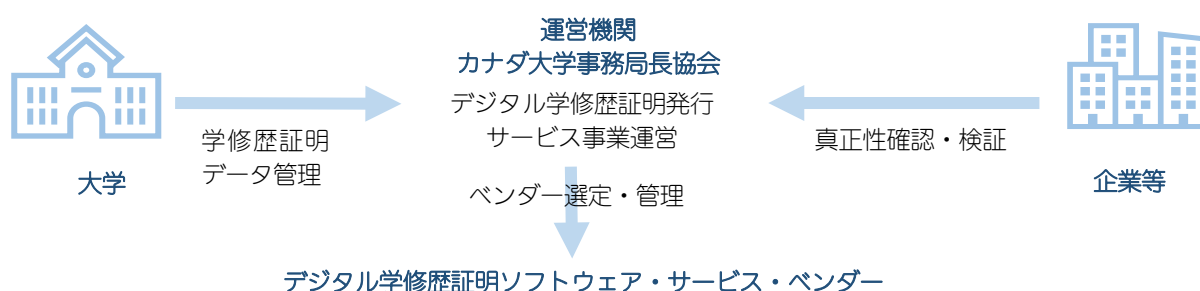 運営機関
カナダ大学事務局長協会
デジタル学修歴証明発行
サービス事業運営
学修歴証明
データ管理
真正性確認・検証
大学
企業等
ベンダー選定・管理
デジタル学修歴証明ソフトウェア・サービス・ベンダー